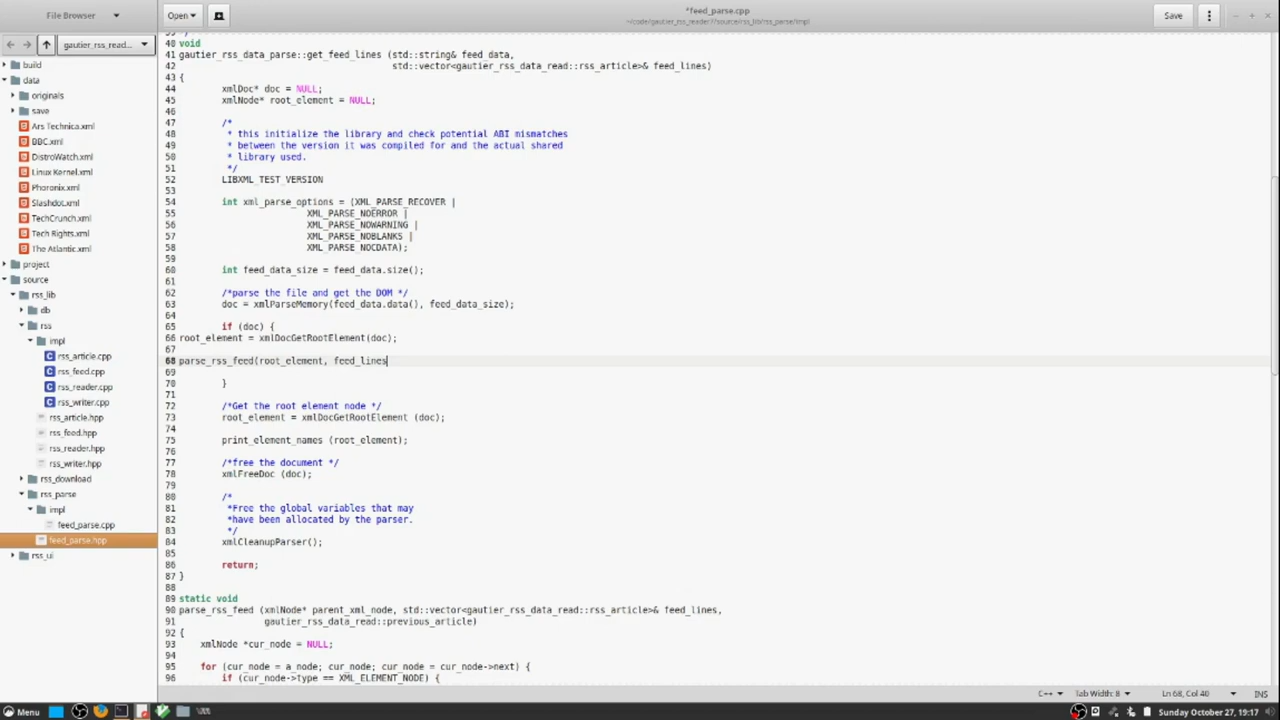 File Browser
Open
*feed_parse.cpp
~/code/gautier_rss_reader7/source/rss_lib/rss_parse/impl
Save
gautier_rss_read...
build
data
originals
save
Ars Technica.xml
BBC.xml
DistroWatch.xml
Linux Kernel.xml
Phoronix.xml
Slashdot.xml
TechCrunch.xml
Tech Rights.xml
The Atlantic.xml
project
source
rss_lib
db
rss
impl
rss_article.cpp
rss_feed.cpp
rss_reader.cpp
rss_writer.cpp
rss_article.hpp
rss_feed.hpp
rss_reader.hpp
rss_writer.hpp
rss_download
rss_parse
impl
feed_parse.cpp
feed_parse.hpp
rss_ui
39 */
40 void
41 gautier_rss_data_parse::get_feed_lines (std::string& feed_data,
42 std::vector<gautier_rss_data_read::rss_article>& feed_lines)
43 {
44 xmlDoc* doc = NULL;
45 xmlNode* root_element = NULL;
46
47 /*
48 * this initialize the library and check potential ABI mismatches
49 * between the version it was compiled for and the actual shared
50 * library used.
51 */
52 LIBXML_TEST_VERSION
53
54 int xml_parse_options = (XML_PARSE_RECOVER |
55 XML_PARSE_NOERROR |
56 XML_PARSE_NOWARNING |
57 XML_PARSE_NOBLANKS |
58 XML_PARSE_NOCDATA);
59
60 int feed_data_size = feed_data.size();
61
62 /*parse the file and get the DOM */
63 doc = xmlParseMemory(feed_data.data(), feed_data_size);
64
65 if (doc) {
66 root_element = xmlDocGetRootElement(doc);
67
68 parse_rss_feed(root_element, feed_lines
69
70 }
71
72 /*Get the root element node */
73 root_element = xmlDocGetRootElement (doc);
74
75 print_element_names (root_element);
76
77 /*free the document */
78 xmlFreeDoc (doc);
79
80 /*
81 *Free the global variables that may
82 *have been allocated by the parser.
83 */
84 xmlCleanupParser();
85
86 return;
87 }
88
89 static void
90 parse_rss_feed (xmlNode* parent_xml_node, std::vector<gautier_rss_data_read::rss_article>& feed_lines,
91 gautier_rss_data_read::previous_article)
92 {
93 xmlNode *cur_node = NULL;
94
95 for (cur_node = a_node; cur_node; cur_node = cur_node->next) {
96 if (cur_node->type == XML_ELEMENT_NODE) {
C++ Tab Width: 8 Ln 68, Col 40 INS
Menu
Sunday October 27, 19:17